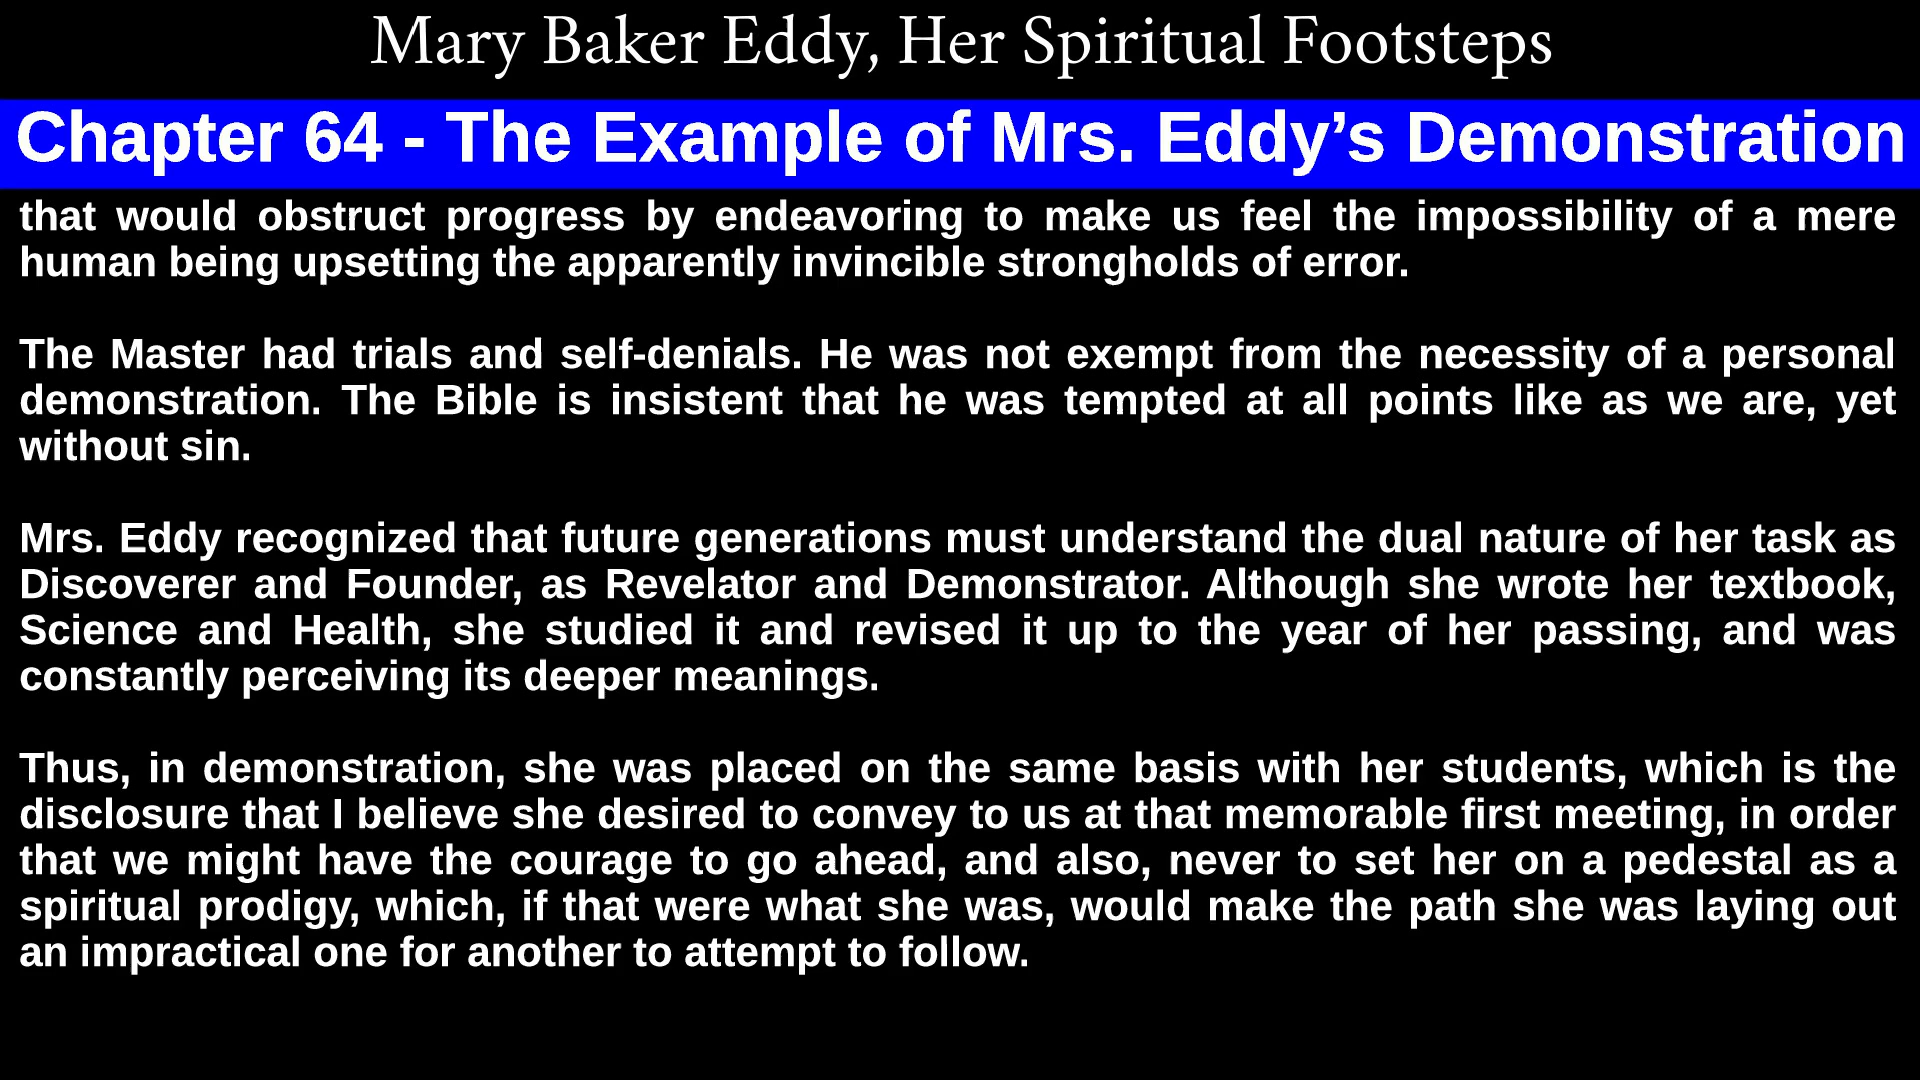 Mary Baker Eddy, Her Spiritual Footsteps
Chapter 64 - The Example of Mrs. Eddy’s Demonstration
that would obstruct progress by endeavoring to make us feel the impossibility of a mere
human being upsetting the apparently invincible strongholds of error.
The Master had trials and self-denials. He was not exempt from the necessity of a personal
demonstration. The Bible is insistent that he was tempted at all points like as we are, yet
without sin.
Mrs. Eddy recognized that future generations must understand the dual nature of her task as
Discoverer and Founder, as Revelator and Demonstrator. Although she wrote her textbook,
Science and Health, she studied it and revised it up to the year of her passing, and was
constantly perceiving its deeper meanings.
Thus, in demonstration, she was placed on the same basis with her students, which is the
disclosure that I believe she desired to convey to us at that memorable first meeting, in order
that we might have the courage to go ahead, and also, never to set her on a pedestal as a
spiritual prodigy, which, if that were what she was, would make the path she was laying out
an impractical one for another to attempt to follow.